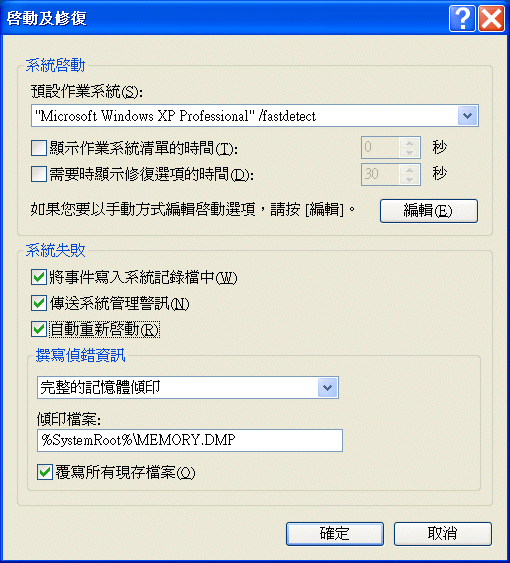 啓動及修復
系統啓動
預設作業系統(S):
"Microsoft Windows XP Professional" /fastdetect
顯示作業系統清單的時間(T): 0 秒
需要時顯示修復選項的時間(D): 30 秒
如果您要以手動方式編輯啓動選項，請按 [編輯]。 編輯(E)
系統失敗
將事件寫入系統記錄檔中(W)
傳送系統管理警訊(N)
自動重新啓動(R)
撰寫偵錯資訊
完整的記憶體傾印
傾印檔案:
%SystemRoot%\MEMORY.DMP
覆寫所有現存檔案(O)
確定 取消